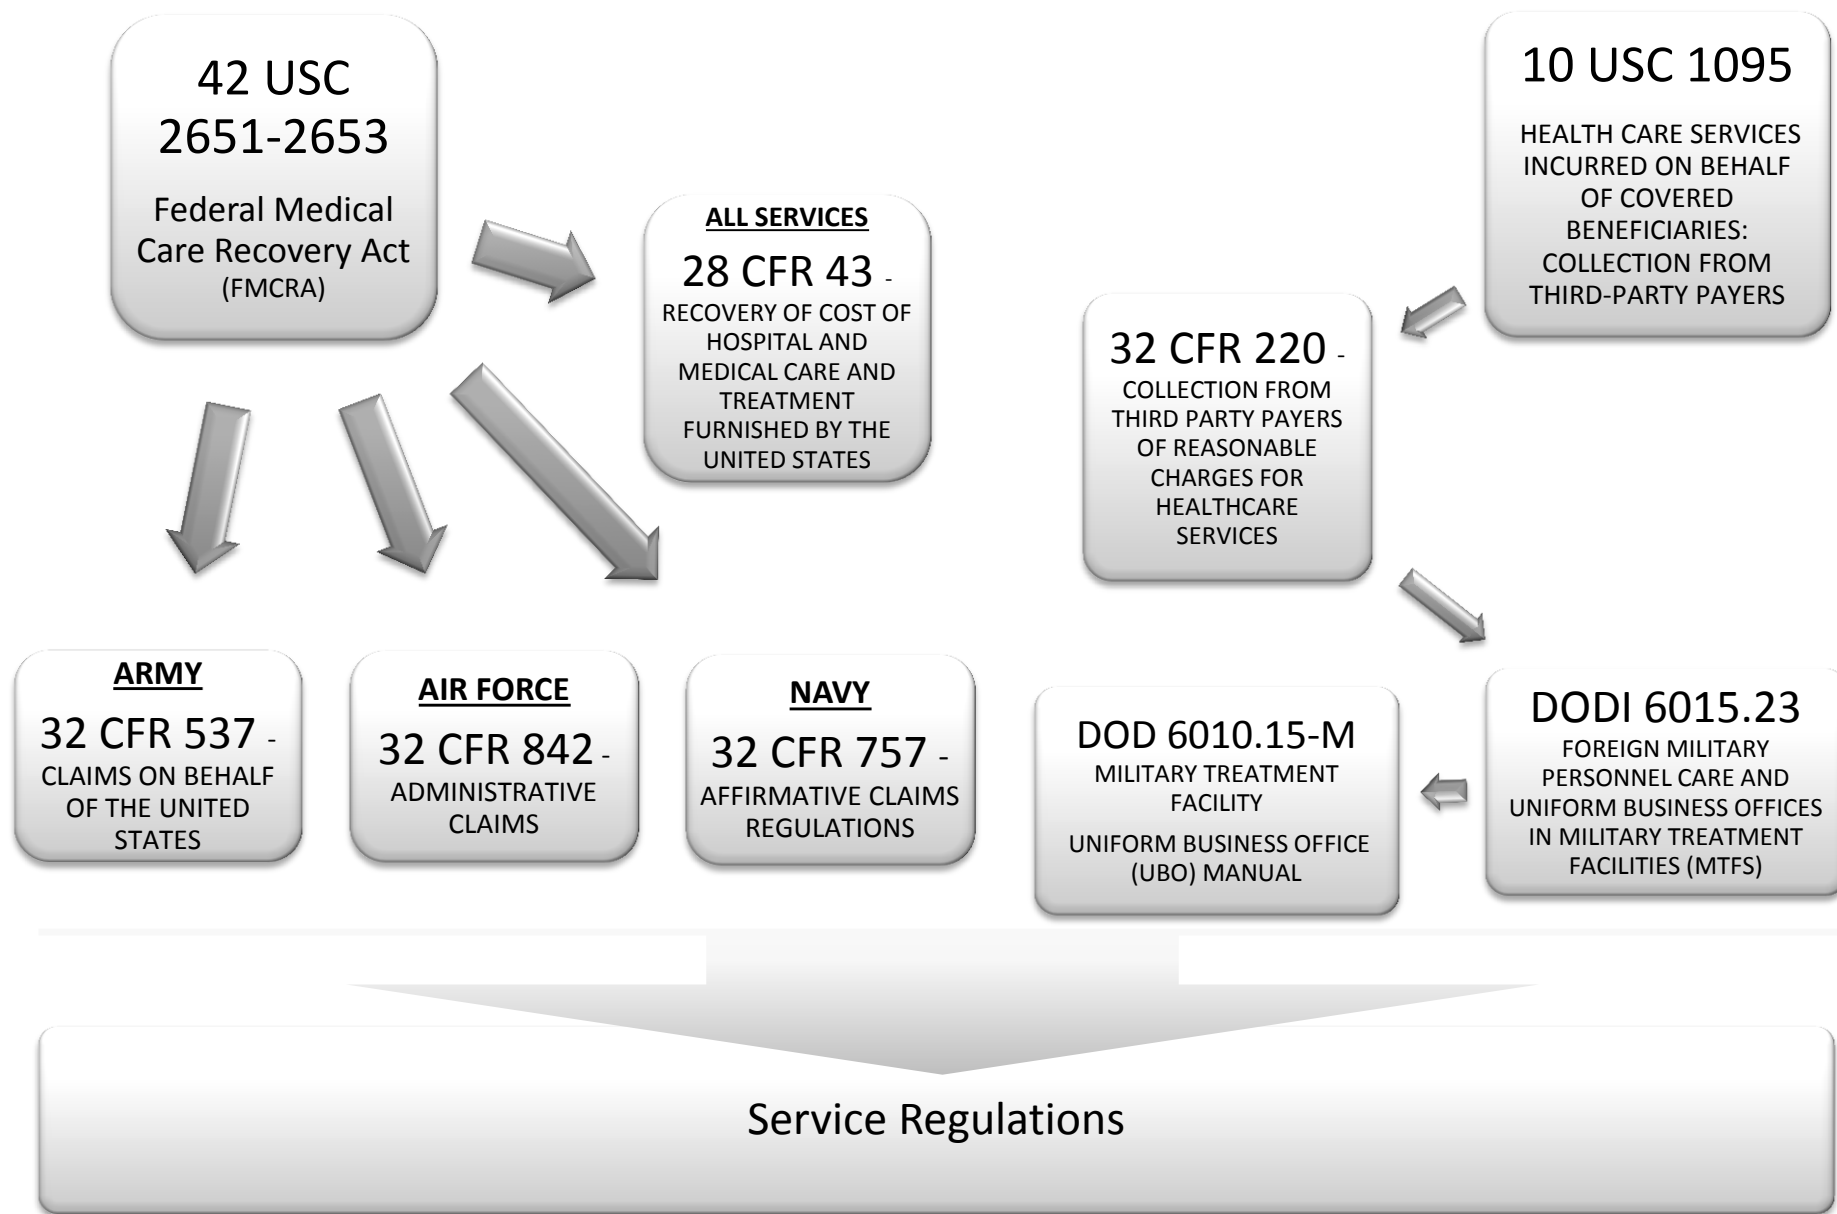 42 USC
2651-2653
Federal Medical
Care Recovery Act
(FMCRA)
ALL SERVICES
28 CFR 43 -
RECOVERY OF COST OF
HOSPITAL AND
MEDICAL CARE AND
TREATMENT
FURNISHED BY THE
UNITED STATES
10 USC 1095
HEALTH CARE SERVICES
INCURRED ON BEHALF
OF COVERED
BENEFICIARIES:
COLLECTION FROM
THIRD-PARTY PAYERS
32 CFR 220 -
COLLECTION FROM
THIRD PARTY PAYERS
OF REASONABLE
CHARGES FOR
HEALTHCARE
SERVICES
ARMY
32 CFR 537 -
CLAIMS ON BEHALF
OF THE UNITED
STATES
AIR FORCE
32 CFR 842 -
ADMINISTRATIVE
CLAIMS
NAVY
32 CFR 757 -
AFFIRMATIVE CLAIMS
REGULATIONS
DOD 6010.15-M
MILITARY TREATMENT
FACILITY
UNIFORM BUSINESS OFFICE
(UBO) MANUAL
DODI 6015.23
FOREIGN MILITARY
PERSONNEL CARE AND
UNIFORM BUSINESS OFFICES
IN MILITARY TREATMENT
FACILITIES (MTFS)
Service Regulations